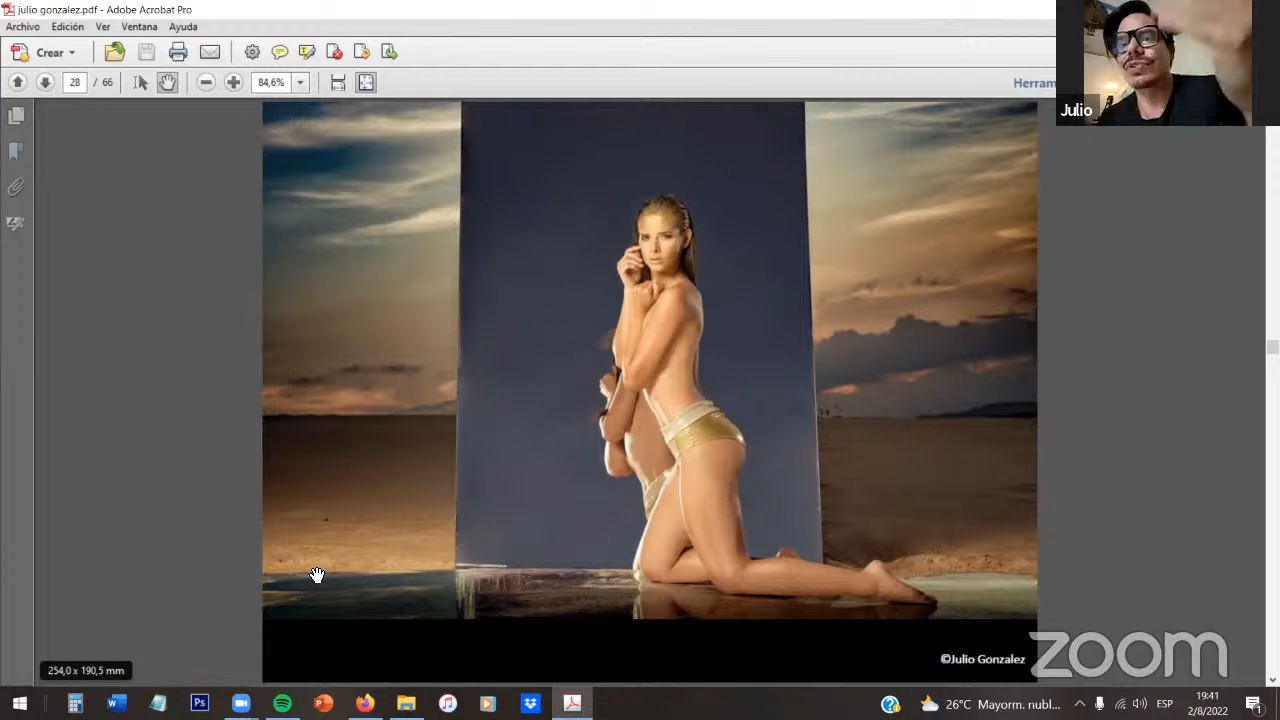 julio gonzalez.pdf - Adobe Acrobat Pro
Archivo Edición Ver Ventana Ayuda
Crear
28 / 66 84,6% Herram
Julio
©Julio Gonzalez
zoom
254,0 x 190,5 mm
26°C Mayorm. nubl... ESP 19:41
2/8/2022